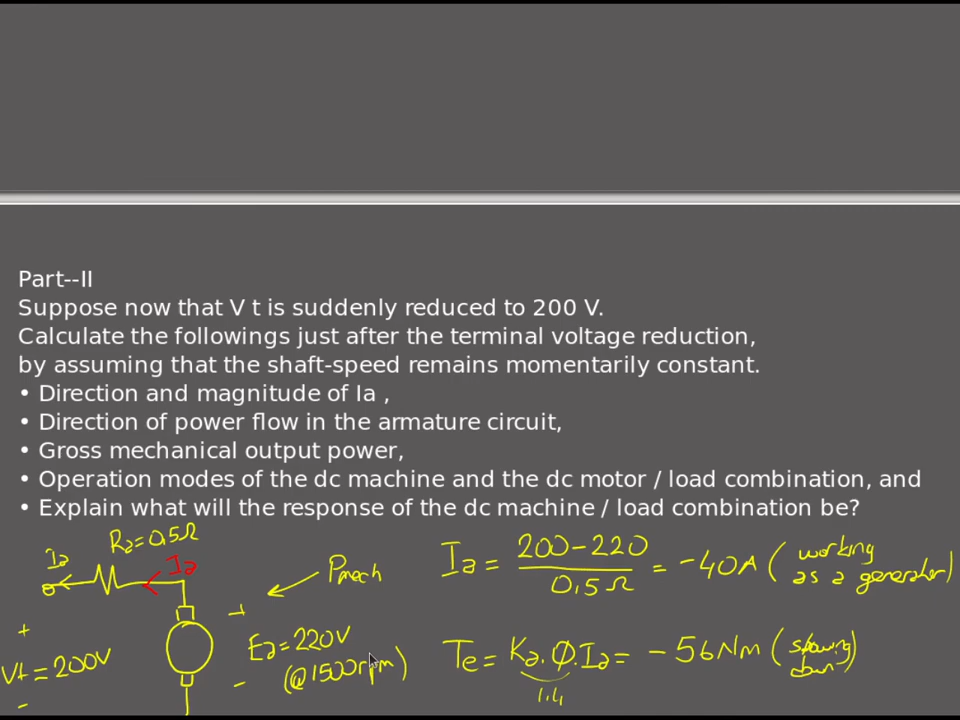 Part--II
Suppose now that V t is suddenly reduced to 200 V.
Calculate the followings just after the terminal voltage reduction,
by assuming that the shaft-speed remains momentarily constant.
• Direction and magnitude of Ia ,
• Direction of power flow in the armature circuit,
• Gross mechanical output power,
• Operation modes of the dc machine and the dc motor / load combination, and
• Explain what will the response of the dc machine / load combination be?
Ra=0.5Ω
Ia
Ia
Pmech
+
Vt = 200V
-
+
Ea=220V
(@1500rpm)
-
Ia = 200-220 / 0.5Ω = -40A (working as a generator)
Te = Ka.Φ.Ia = -56Nm (slowing down)
1.4